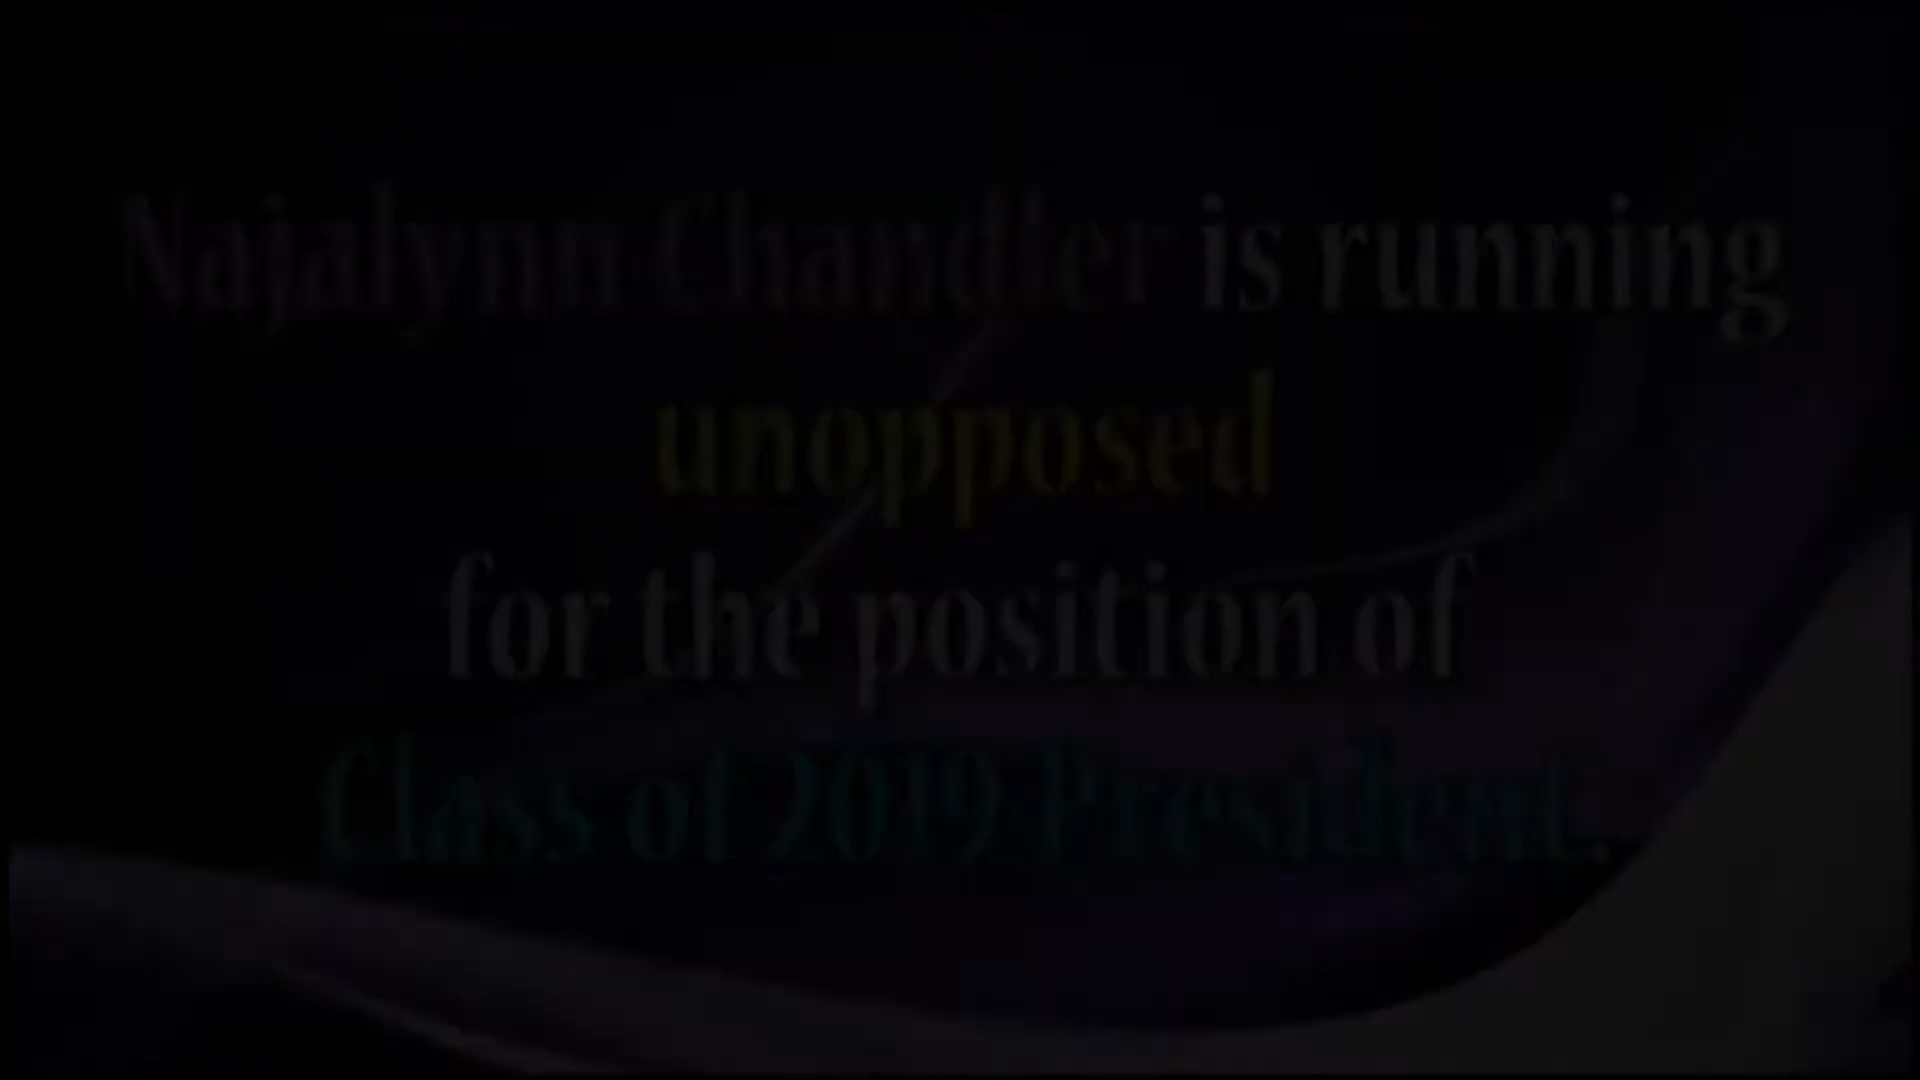 Najalynn Chandler is running
unopposed
for the position of
Class of 2019 President.